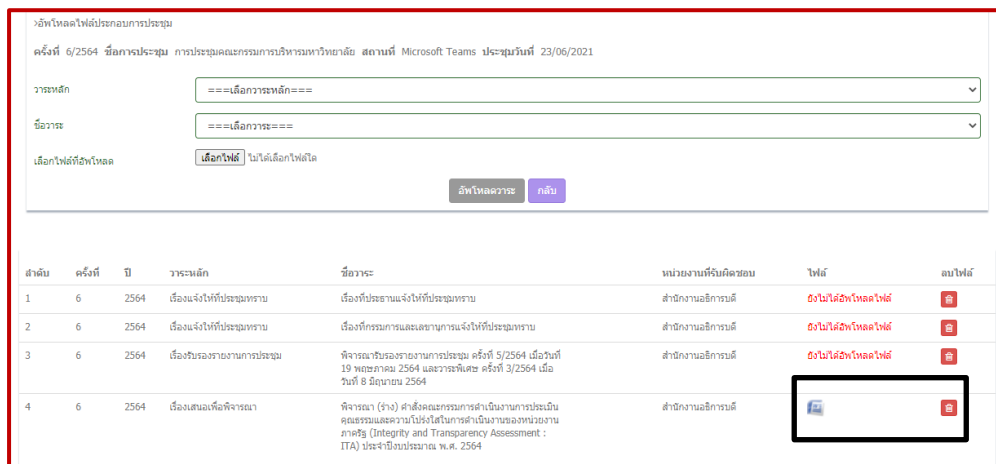 >อัพโหลดไฟล์ประกอบการประชุม
ครั้งที่ 6/2564 ชื่อการประชุม การประชุมคณะกรรมการบริหารมหาวิทยาลัย สถานที่ Microsoft Teams ประชุมวันที่ 23/06/2021
วาระหลัก ===เลือกวาระหลัก===
ชื่อวาระ ===เลือกวาระ===
เลือกไฟล์ที่อัพโหลด เลือกไฟล์ ไม่ได้เลือกไฟล์ใด
อัพโหลดวาระ กลับ
ลำดับ ครั้งที่ ปี วาระหลัก ชื่อวาระ หน่วยงานที่รับผิดชอบ ไฟล์ ลบไฟล์
1 6 2564 เรื่องแจ้งให้ที่ประชุมทราบ เรื่องที่ประธานแจ้งให้ที่ประชุมทราบ สำนักงานอธิการบดี ยังไม่ได้อัพโหลดไฟล์
2 6 2564 เรื่องแจ้งให้ที่ประชุมทราบ เรื่องที่กรรมการและเลขานุการแจ้งให้ที่ประชุมทราบ สำนักงานอธิการบดี ยังไม่ได้อัพโหลดไฟล์
3 6 2564 เรื่องรับรองรายงานการประชุม พิจารณารับรองรายงานการประชุม ครั้งที่ 5/2564 เมื่อวันที่ สำนักงานอธิการบดี ยังไม่ได้อัพโหลดไฟล์
19 พฤษภาคม 2564 และวาระพิเศษ ครั้งที่ 3/2564 เมื่อ
วันที่ 8 มิถุนายน 2564
4 6 2564 เรื่องเสนอเพื่อพิจารณา พิจารณา (ร่าง) คำสั่งคณะกรรมการดำเนินงานการประเมิน สำนักงานอธิการบดี
คุณธรรมและความโปร่งใสในการดำเนินงานของหน่วยงาน
ภาครัฐ (Integrity and Transparency Assessment :
ITA) ประจำปีงบประมาณ พ.ศ. 2564